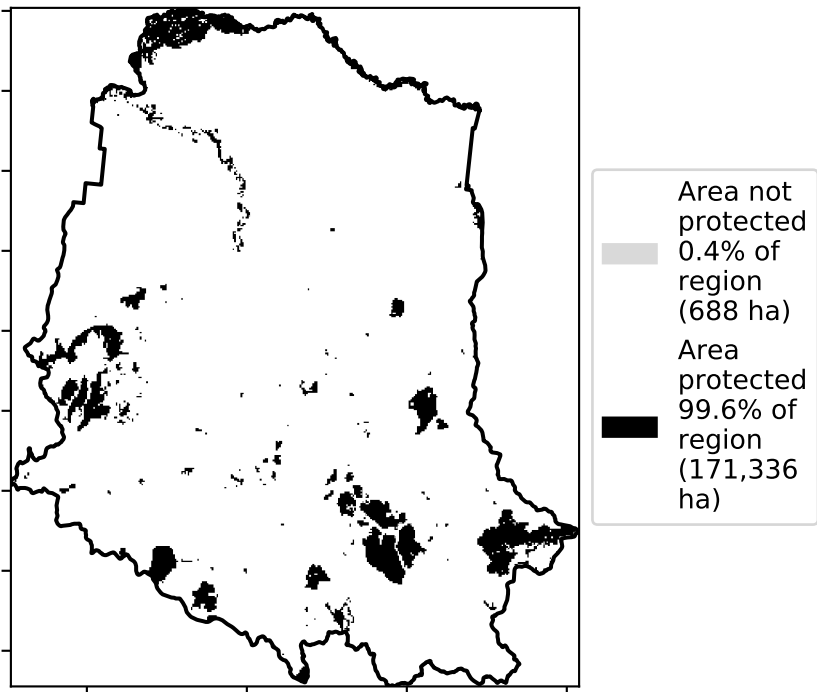 Area not
protected
0.4% of
region
(688 ha)
Area
protected
99.6% of
region
(171,336
ha)